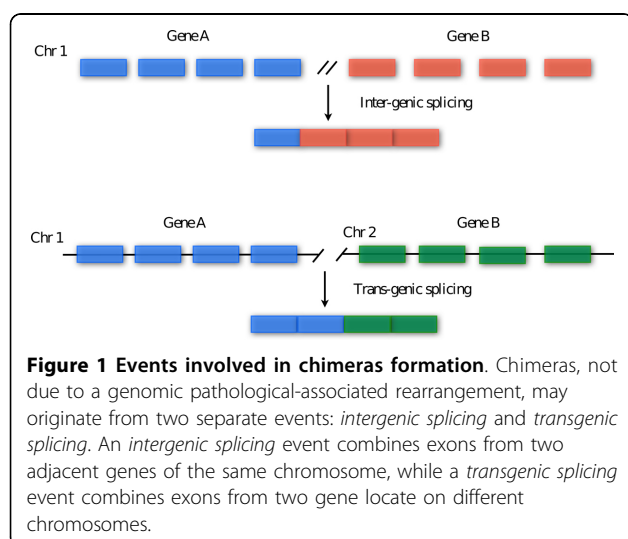 Gene A Gene B
Chr 1
Inter-genic splicing
Gene A Chr 2 Gene B
Chr 1
Trans-genic splicing
Figure 1 Events involved in chimeras formation. Chimeras, not
due to a genomic pathological-associated rearrangement, may
originate from two separate events: intergenic splicing and transgenic
splicing. An intergenic splicing event combines exons from two
adjacent genes of the same chromosome, while a transgenic splicing
event combines exons from two gene locate on different
chromosomes.